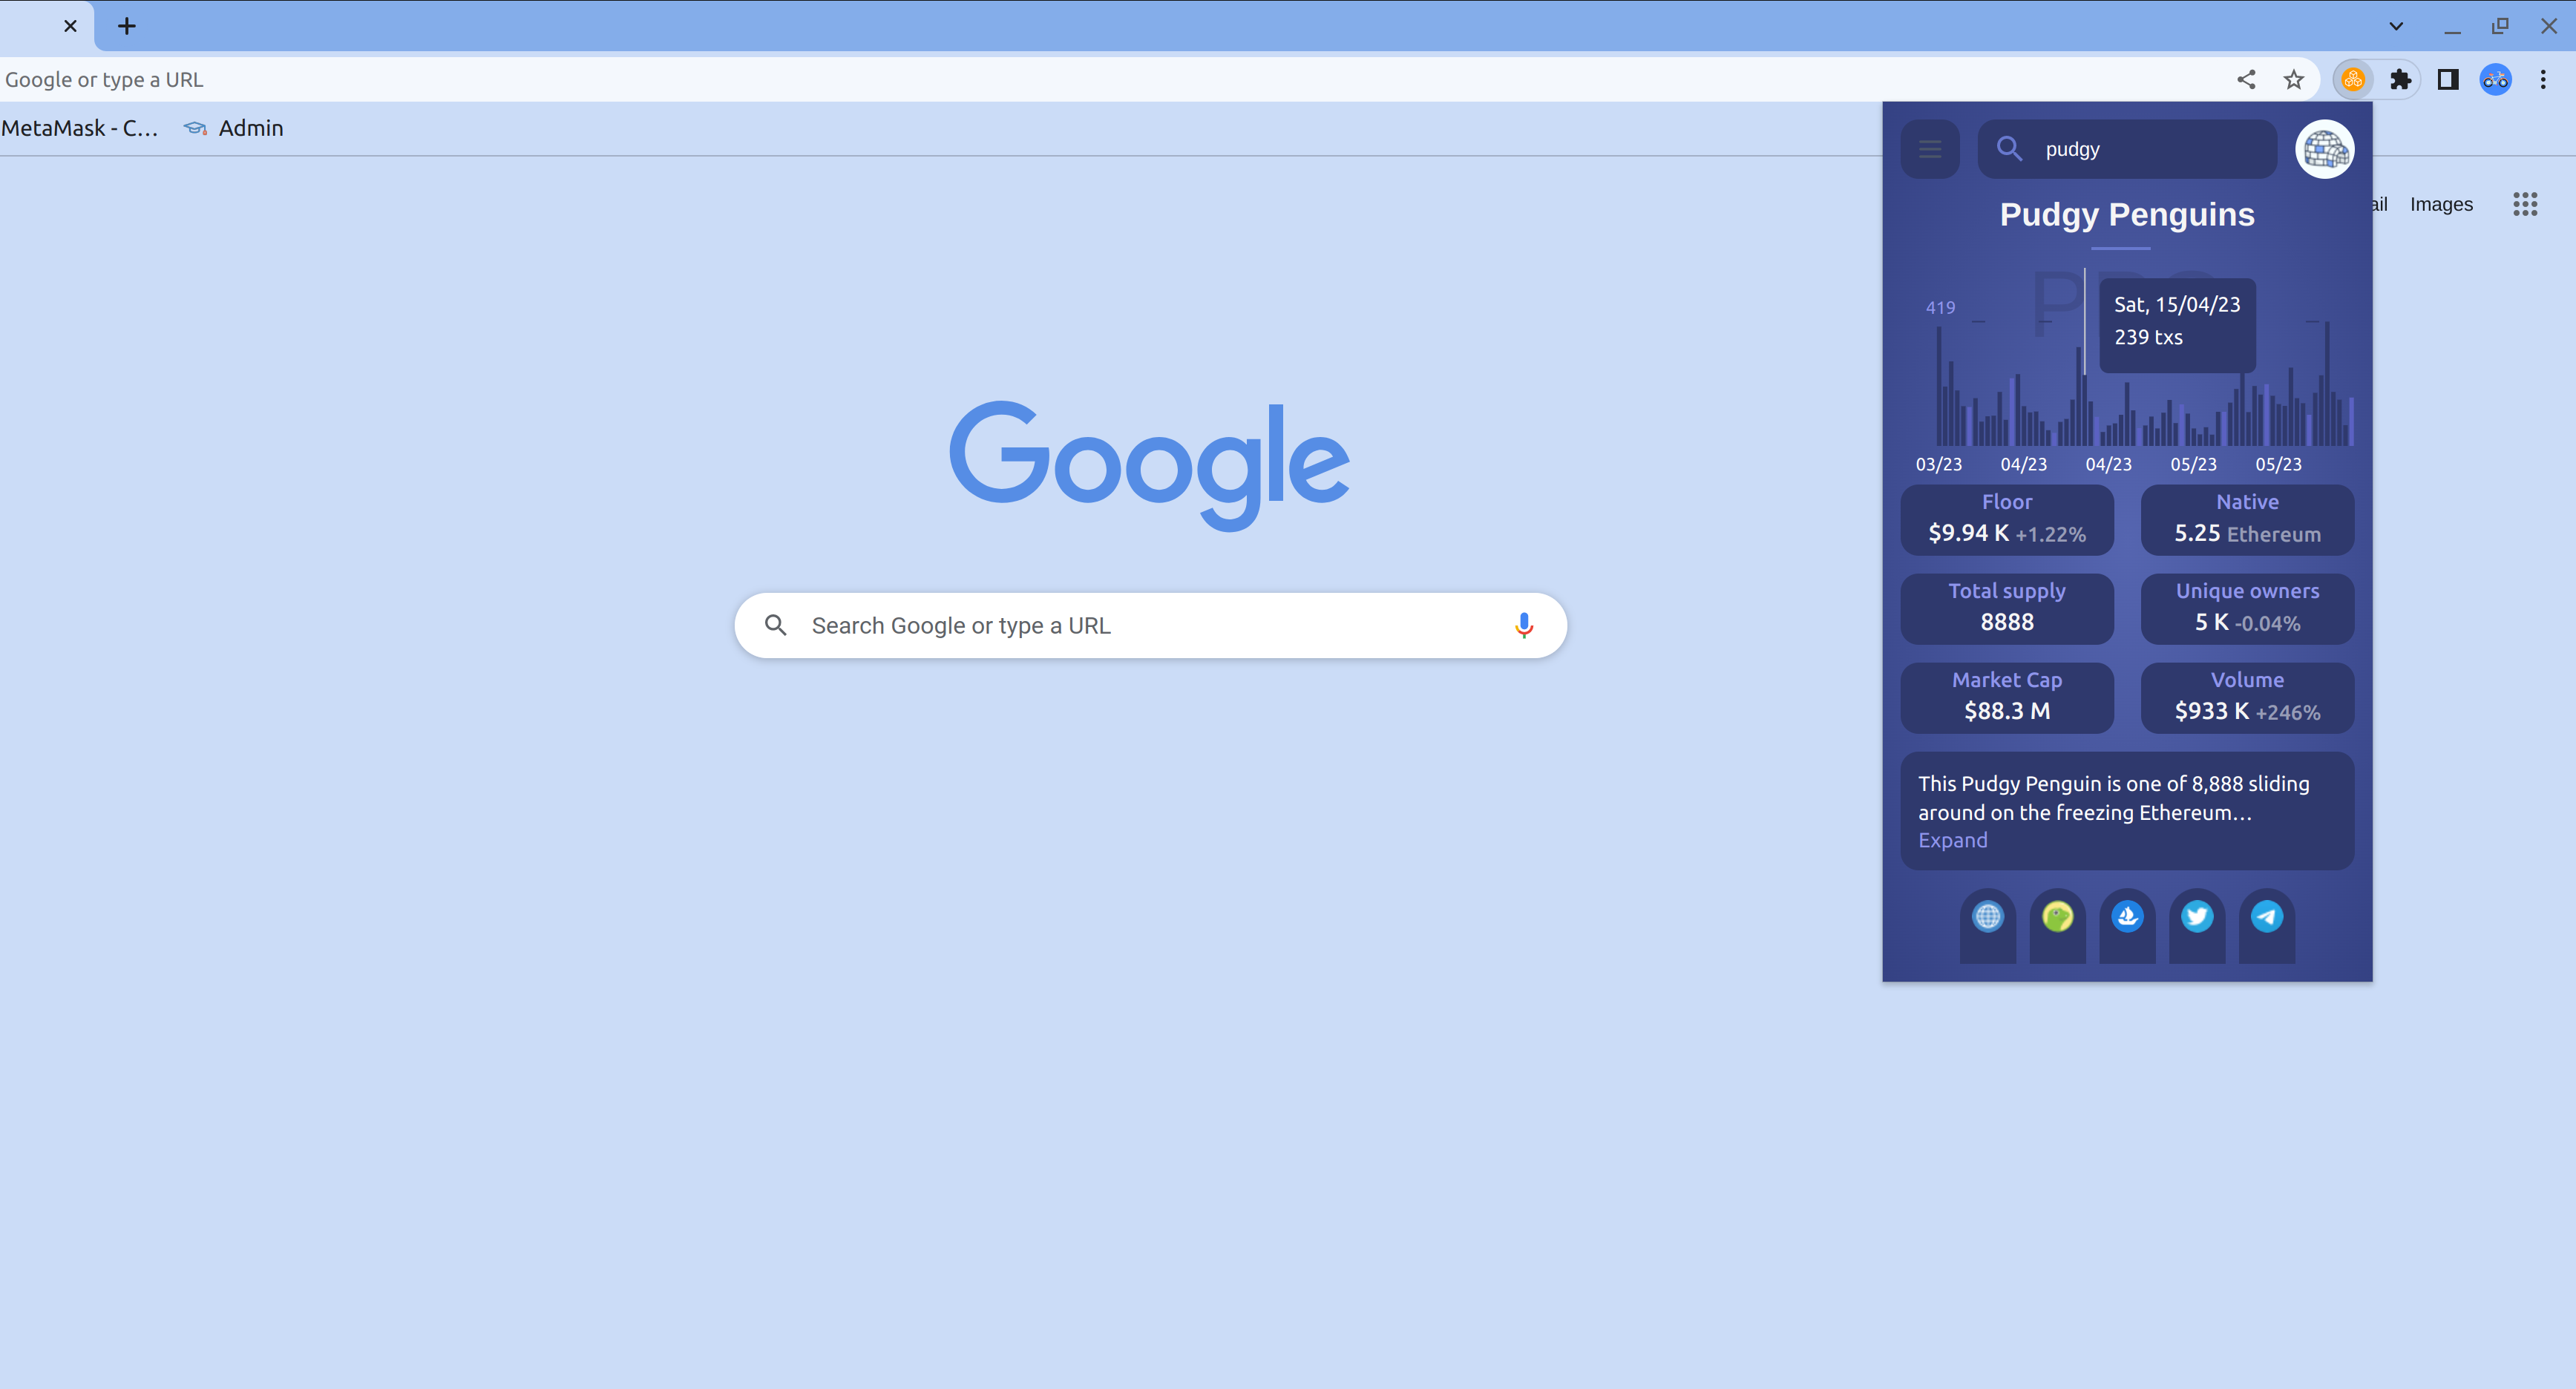 Google or type a URL
MetaMask - C...
Admin
pudgy
Pudgy Penguins
ail
Images
419
Sat, 15/04/23
239 txs
03/23 04/23 04/23 05/23 05/23
Floor
$9.94 K +1.22%
Native
5.25 Ethereum
Total supply
8888
Unique owners
5 K -0.04%
Market Cap
$88.3 M
Volume
$933 K +246%
This Pudgy Penguin is one of 8,888 sliding
around on the freezing Ethereum...
Expand
Google
Search Google or type a URL